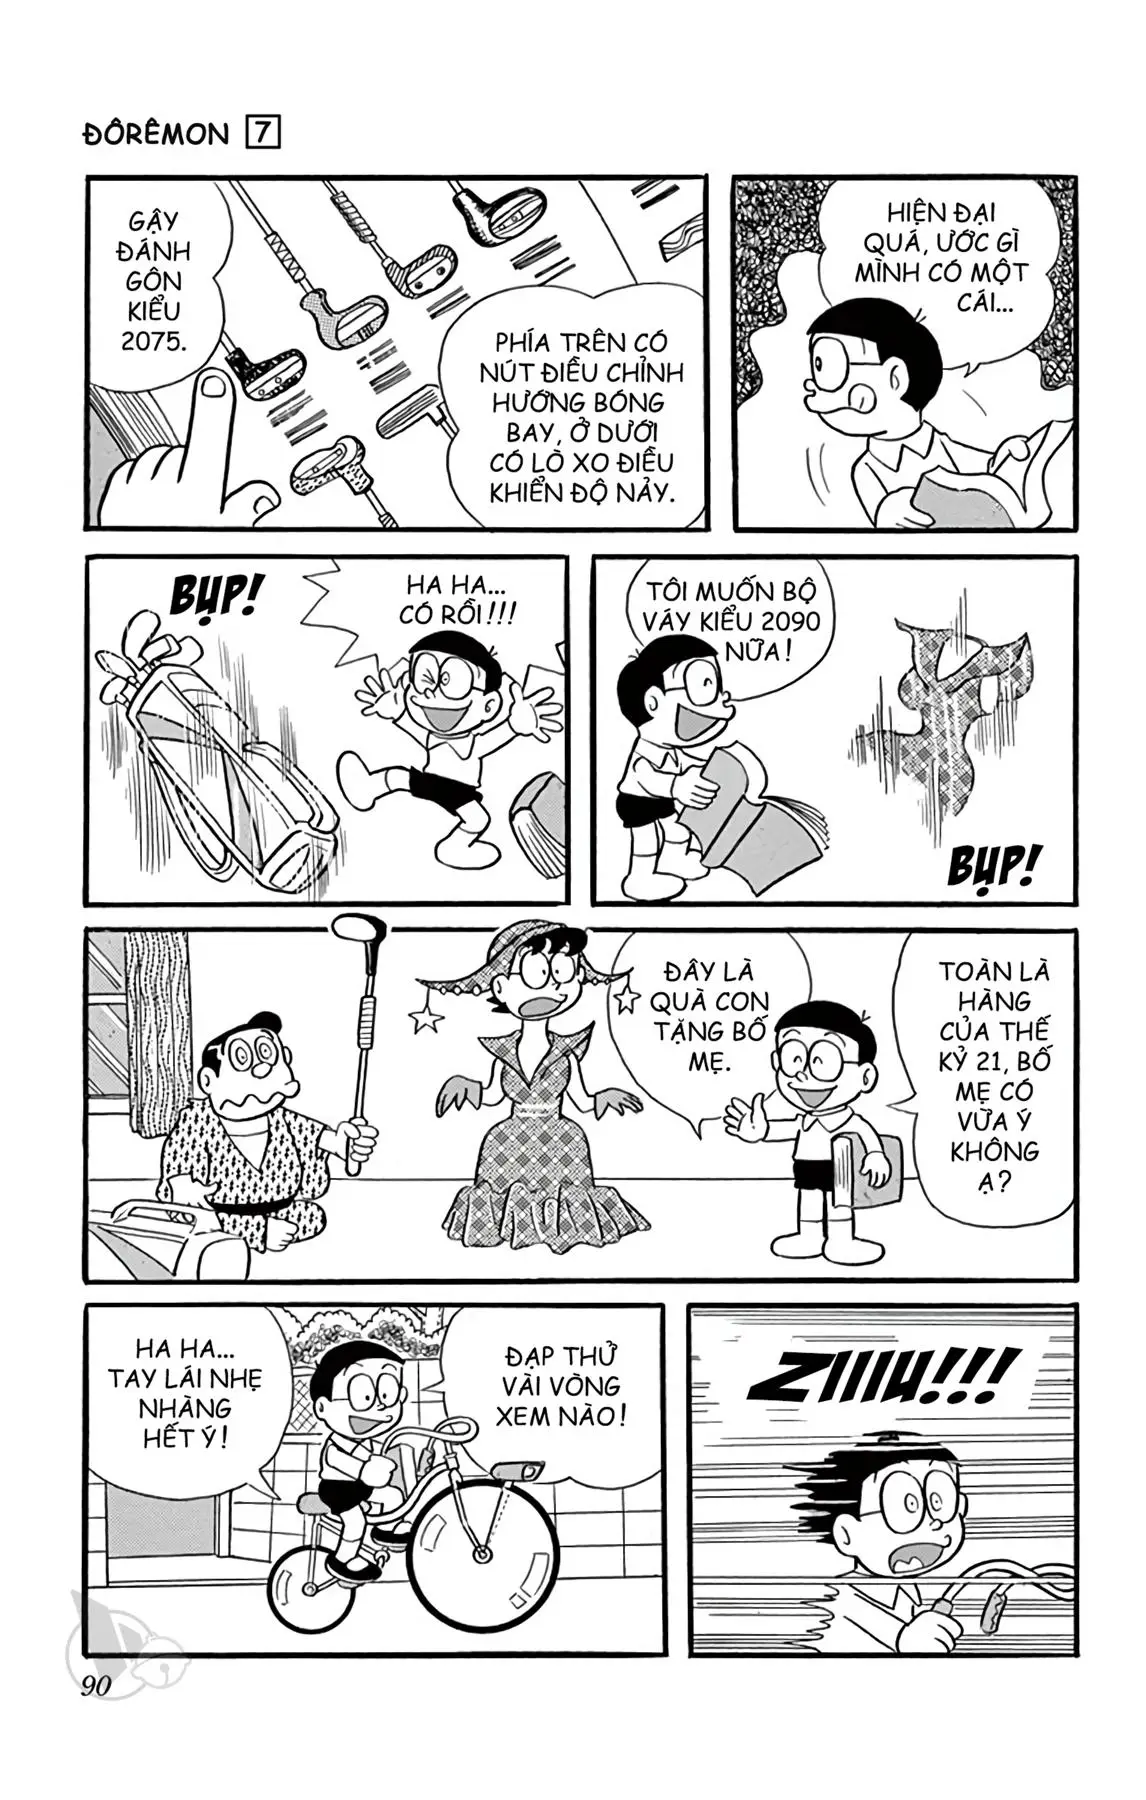 ĐÔRÊMON 7
GẬY
ĐÁNH
GÔN
KIỂU
2075.
PHÍA TRÊN CÓ
NÚT ĐIỀU CHỈNH
HƯỚNG BÓNG
BAY, Ở DƯỚI
CÓ LÒ XO ĐIỀU
KHIỂN ĐỘ NẢY.
HIỆN ĐẠI
QUÁ, ƯỚC GÌ
MÌNH CÓ MỘT
CÁI...
BỤP!
HA HA...
CÓ RỒI!!!
TÔI MUỐN BỘ
VÁY KIỂU 2090
NỮA!
BỤP!
ĐÂY LÀ
QUÀ CON
TẶNG BỐ
MẸ.
TOÀN LÀ
HÀNG
CỦA THẾ
KỶ 21, BỐ
MẸ CÓ
VỪA Ý
KHÔNG
Ạ?
HA HA...
TAY LÁI NHẸ
NHÀNG
HẾT Ý!
ĐẠP THỬ
VÀI VÒNG
XEM NÀO!
ZIIIU!!!
90